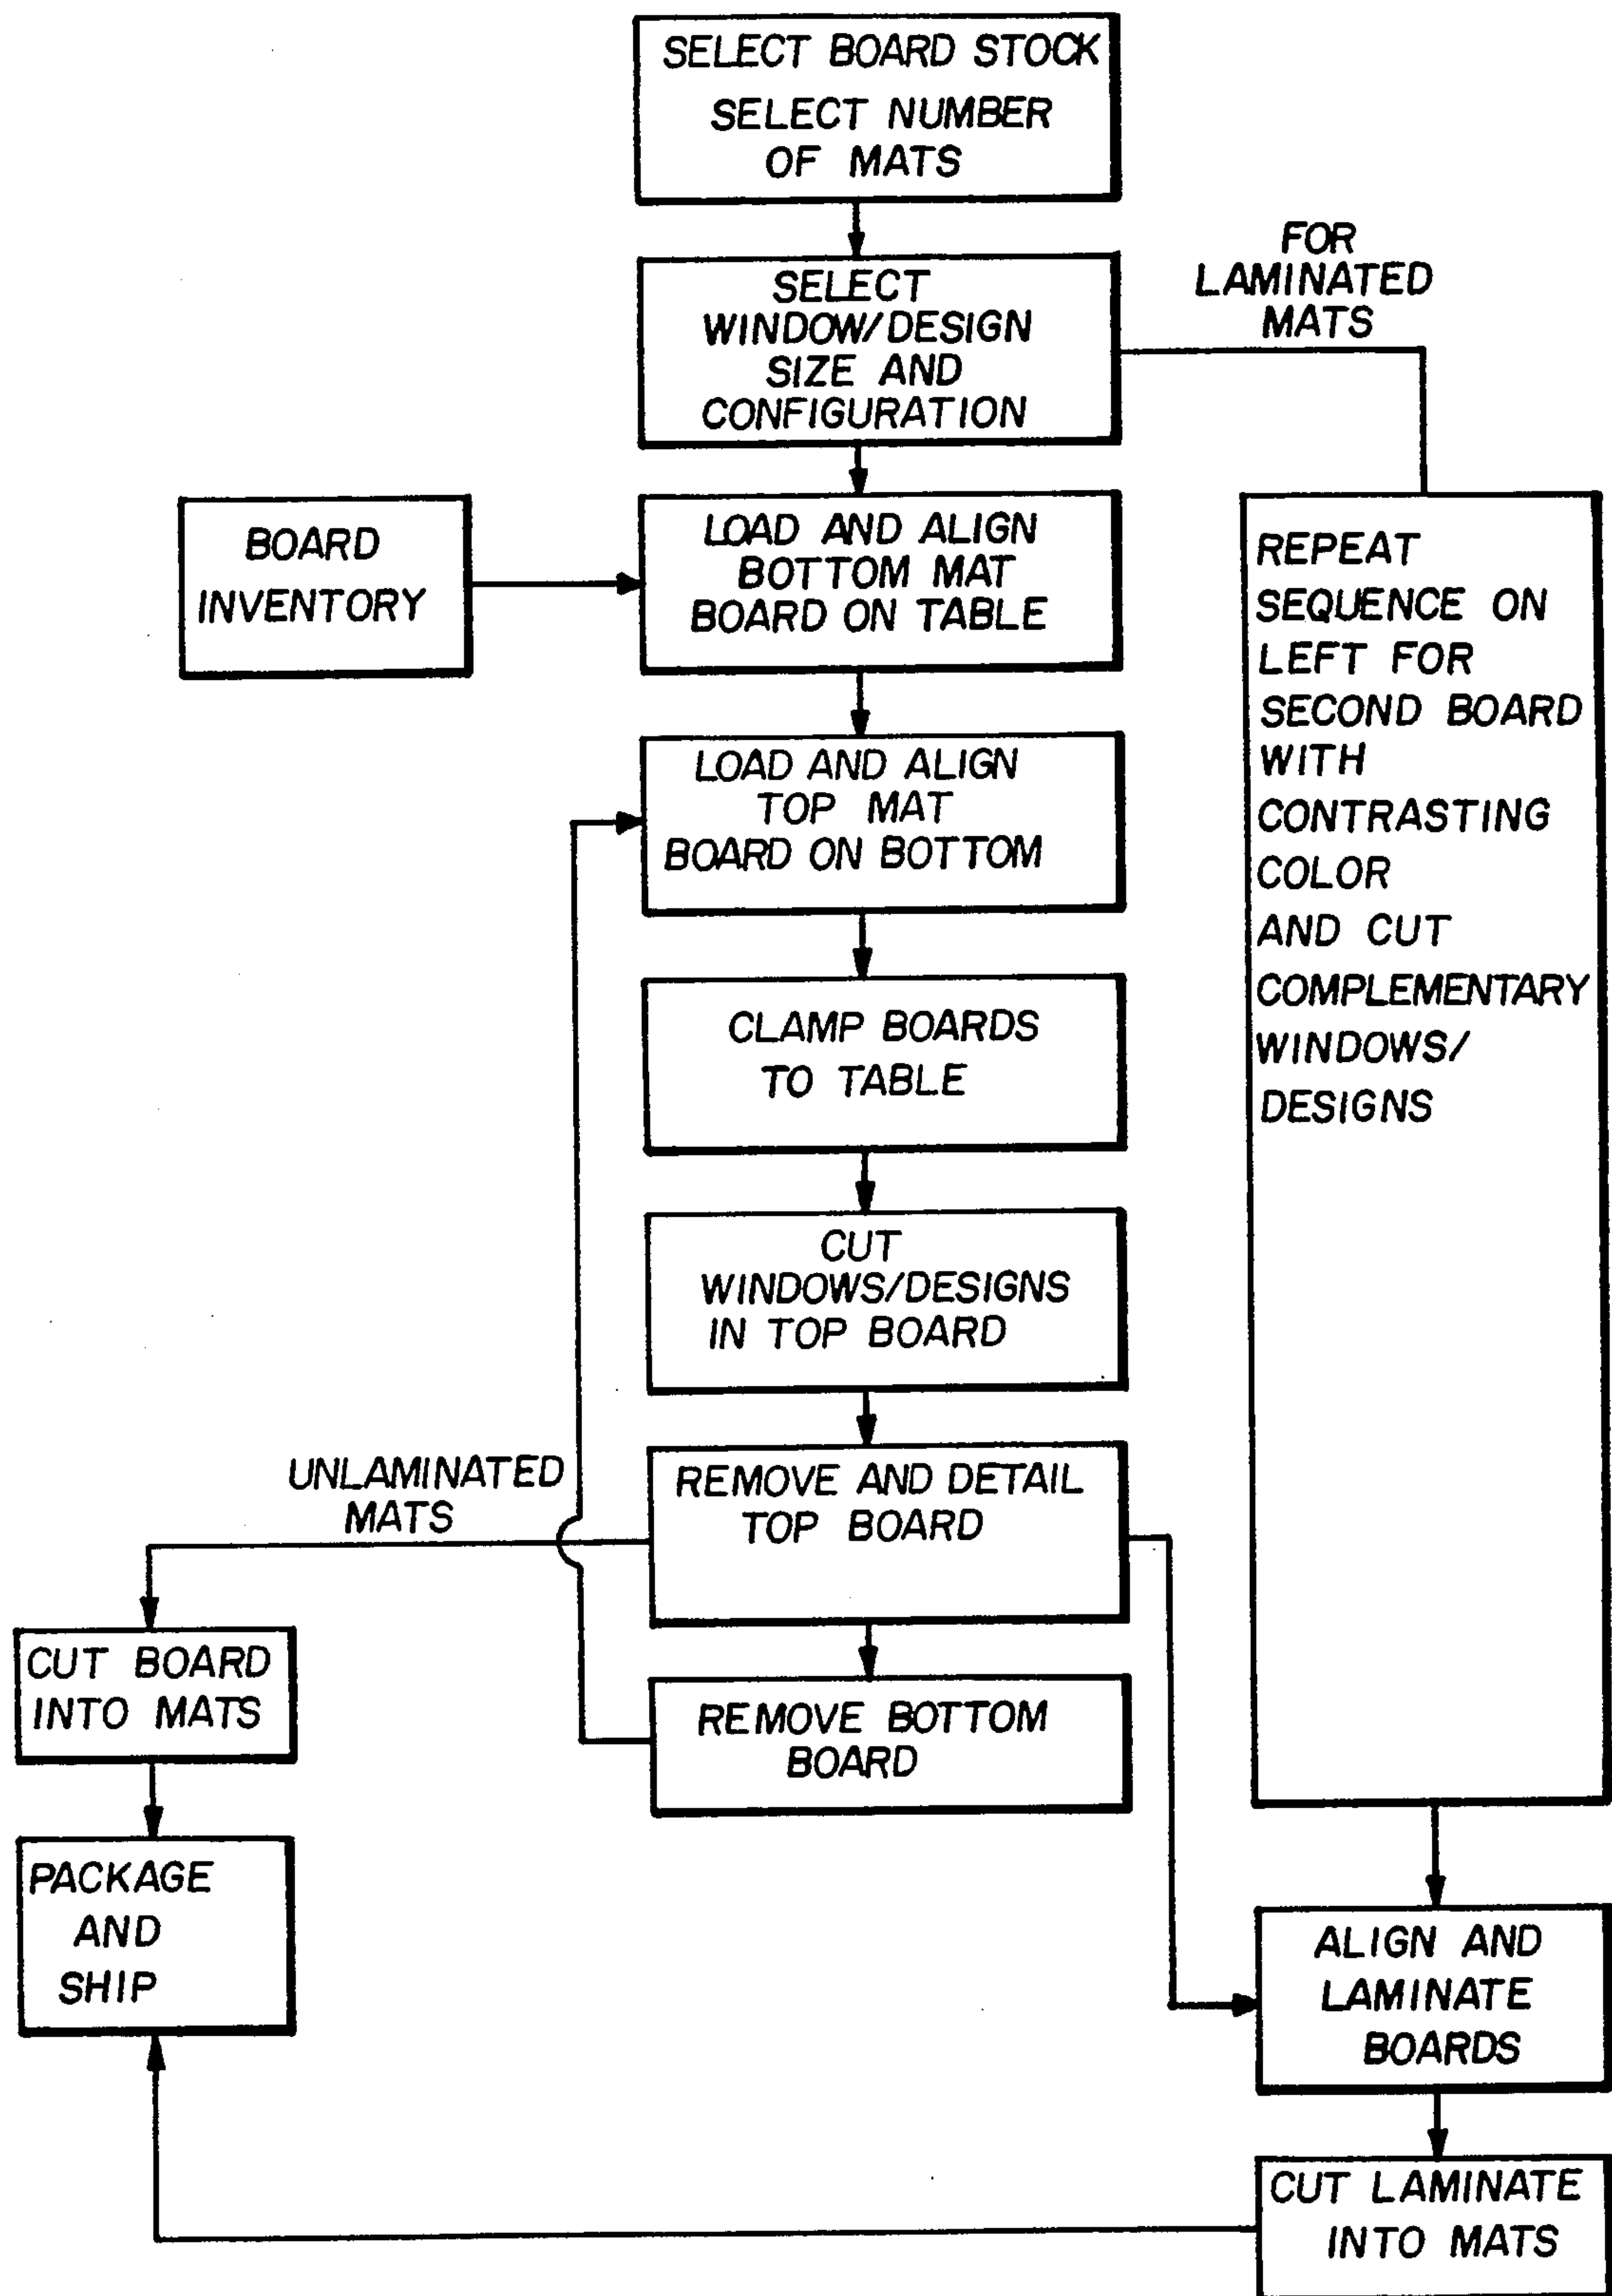 SELECT BOARD STOCK
SELECT NUMBER
OF MATS
FOR
LAMINATED
MATS
SELECT
WINDOW/DESIGN
SIZE AND
CONFIGURATION
BOARD
INVENTORY
LOAD AND ALIGN
BOTTOM MAT
BOARD ON TABLE
REPEAT
SEQUENCE ON
LEFT FOR
SECOND BOARD
WITH
CONTRASTING
COLOR
AND CUT
COMPLEMENTARY
WINDOWS/
DESIGNS
LOAD AND ALIGN
TOP MAT
BOARD ON BOTTOM
CLAMP BOARDS
TO TABLE
CUT
WINDOWS/DESIGNS
IN TOP BOARD
UNLAMINATED
MATS
REMOVE AND DETAIL
TOP BOARD
CUT BOARD
INTO MATS
REMOVE BOTTOM
BOARD
PACKAGE
AND
SHIP
ALIGN AND
LAMINATE
BOARDS
CUT LAMINATE
INTO MATS